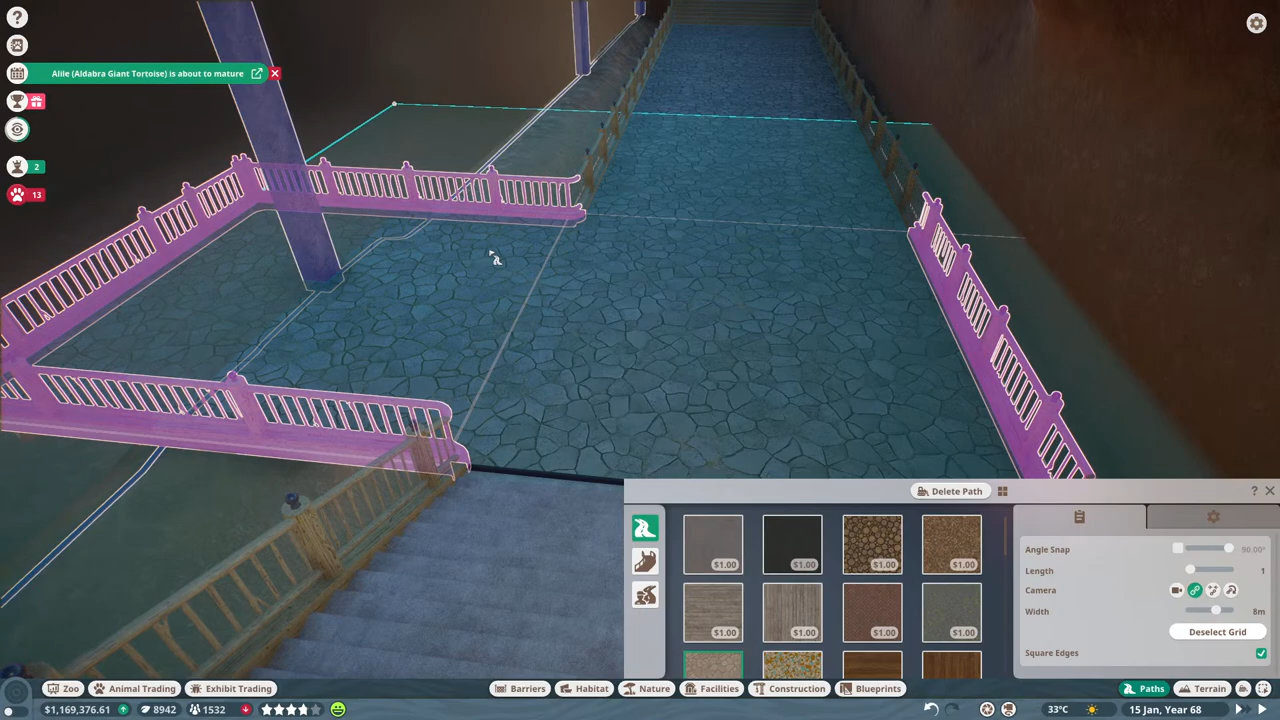 ?
Alile (Aldabra Giant Tortoise) is about to mature
2
13
Delete Path
?
$1.00 $1.00 $1.00 $1.00
$1.00 $1.00 $1.00 $1.00
Angle Snap 90.00°
Length 1
Camera
Width 8m
Deselect Grid
Square Edges
Zoo Animal Trading Exhibit Trading Barriers Habitat Nature Facilities Construction Blueprints Paths Terrain
$1,169,376.61 8942 1532 33°C 15 Jan, Year 68